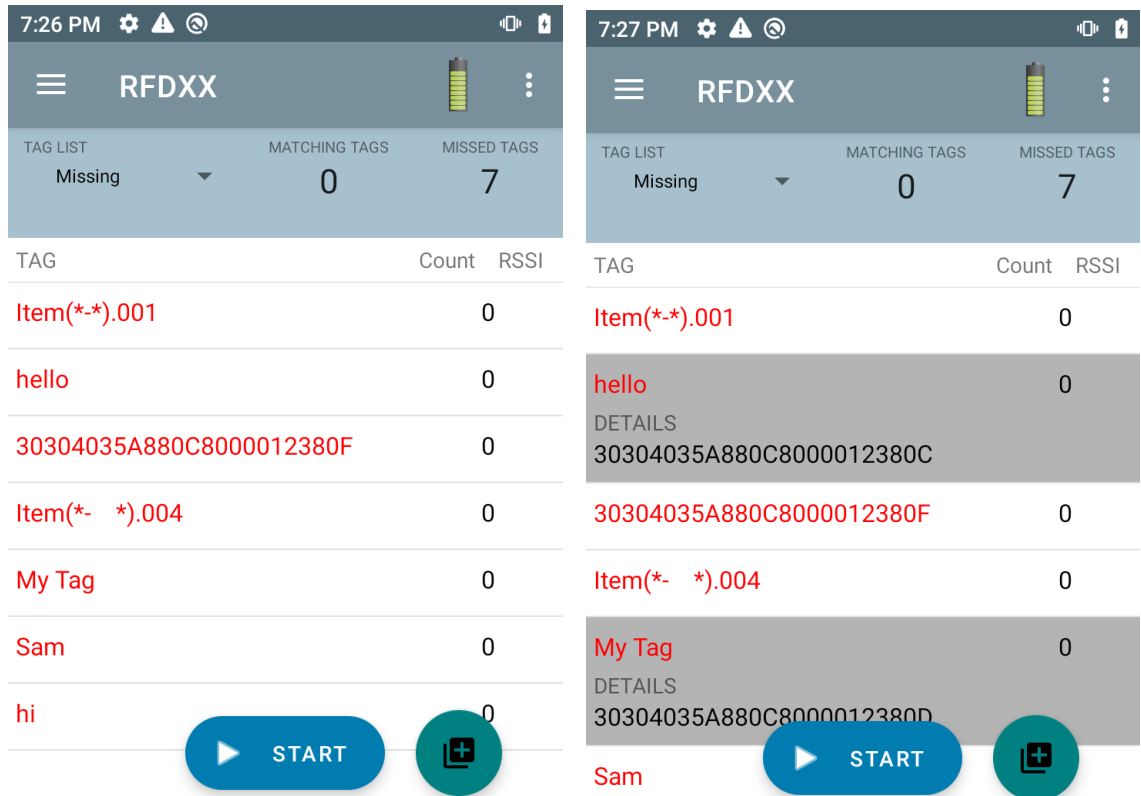 7:26 PM
RFDXX
TAG LIST MATCHING TAGS MISSED TAGS
Missing 0 7
TAG Count RSSI
Item(*-*).001 0
hello 0
30304035A880C8000012380F 0
Item(*- *).004 0
My Tag 0
Sam 0
hi 0
START
7:27 PM
RFDXX
TAG LIST MATCHING TAGS MISSED TAGS
Missing 0 7
TAG Count RSSI
Item(*-*).001 0
hello 0
DETAILS
30304035A880C8000012380C
30304035A880C8000012380F 0
Item(*- *).004 0
My Tag 0
DETAILS
30304035A880C8000012380D
Sam
START